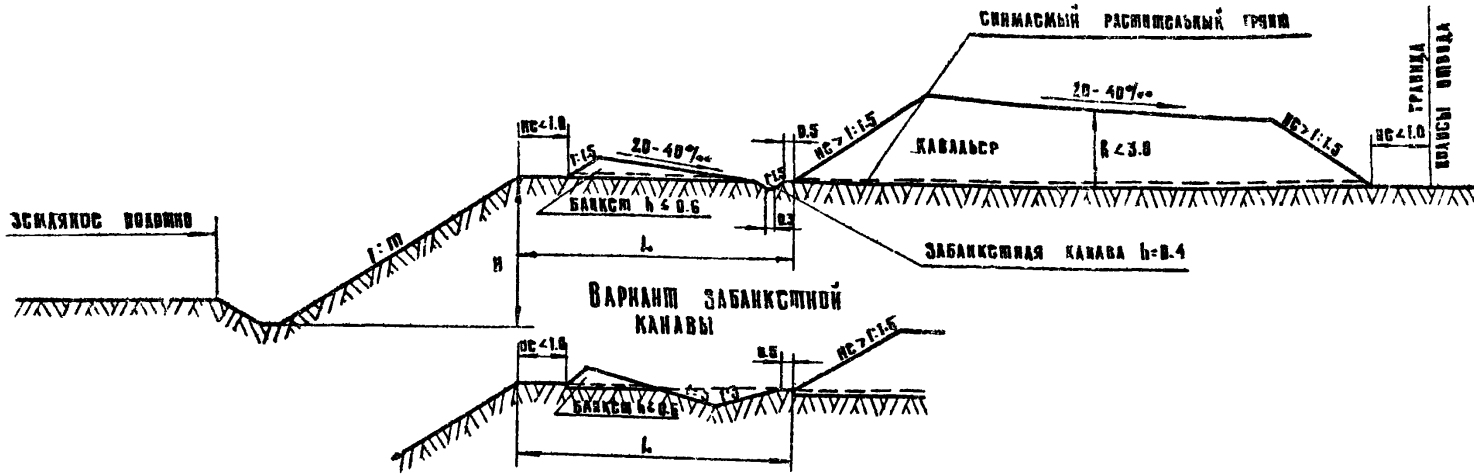 СНИМАЕМЫЙ РАСТИТЕЛЬНЫЙ ГРУНТ
ГРАНИЦА
ПОЛОСЫ ОТВОДА
20-40‰
НЕ<1.0
0.5
НЕ>1:1.5
НЕ>1:1.5
НЕ<1.0
1:1.5
20-40‰
КАВАЛЬЕР
h<3.0
1:1.5
БАНКЕТ h≤0.6
0.3
ЗЕМЛЯНОЕ ПОЛОТНО
1:m
H
L
ЗАБАНКЕТНАЯ КАНАВА h=0.4
ВАРИАНТ ЗАБАНКЕТНОЙ
КАНАВЫ
НЕ<1.0
0.5
НЕ>1:1.5
БАНКЕТ h≤0.6
L